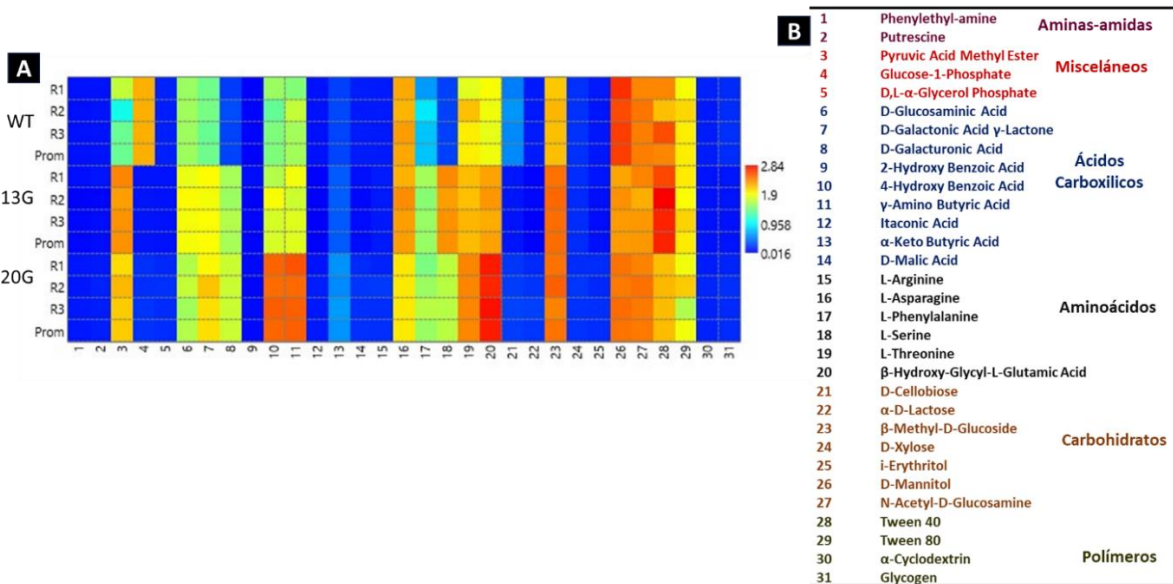 A
WT
R1
R2
R3
Prom
13G
R1
R2
R3
Prom
20G
R1
R2
R3
Prom
1 2 3 4 5 6 7 8 9 10 11 12 13 14 15 16 17 18 19 20 21 22 23 24 25 26 27 28 29 30 31
2.84
1.9
0.958
0.016
B
1 Phenylethyl-amine
2 Putrescine
Aminas-amidas
3 Pyruvic Acid Methyl Ester
4 Glucose-1-Phosphate
5 D,L-α-Glycerol Phosphate
Misceláneos
6 D-Glucosaminic Acid
7 D-Galactonic Acid γ-Lactone
8 D-Galacturonic Acid
9 2-Hydroxy Benzoic Acid
10 4-Hydroxy Benzoic Acid
11 γ-Amino Butyric Acid
12 Itaconic Acid
13 α-Keto Butyric Acid
14 D-Malic Acid
Ácidos
Carboxilicos
15 L-Arginine
16 L-Asparagine
17 L-Phenylalanine
18 L-Serine
19 L-Threonine
20 β-Hydroxy-Glycyl-L-Glutamic Acid
Aminoácidos
21 D-Cellobiose
22 α-D-Lactose
23 β-Methyl-D-Glucoside
24 D-Xylose
25 i-Erythritol
26 D-Mannitol
27 N-Acetyl-D-Glucosamine
Carbohidratos
28 Tween 40
29 Tween 80
30 α-Cyclodextrin
31 Glycogen
Polímeros